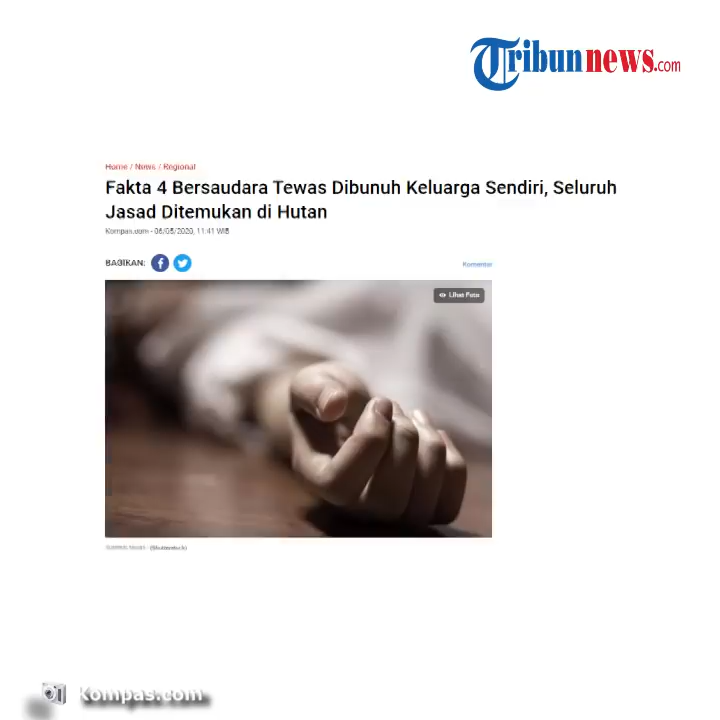 Tribunnews.com
Home / News / Regional
Fakta 4 Bersaudara Tewas Dibunuh Keluarga Sendiri, Seluruh
Jasad Ditemukan di Hutan
Kompas.com - 06/05/2020, 11:41 WIB
BAGIKAN:
Komentar
Lihat Foto
Kompas.com